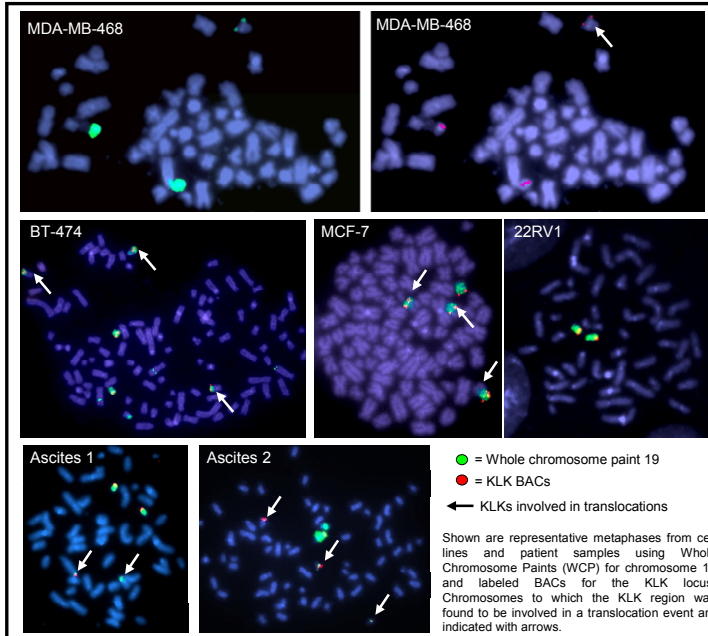 MDA-MB-468
MDA-MB-468
BT-474
MCF-7
22RV1
Ascites 1
Ascites 2
= Whole chromosome paint 19
= KLK BACs
KLKs involved in translocations
Shown are representative metaphases from ce
lines and patient samples using Whol
Chromosome Paints (WCP) for chromosome 1
and labeled BACs for the KLK locus
Chromosomes to which the KLK region wa
found to be involved in a translocation event ar
indicated with arrows.